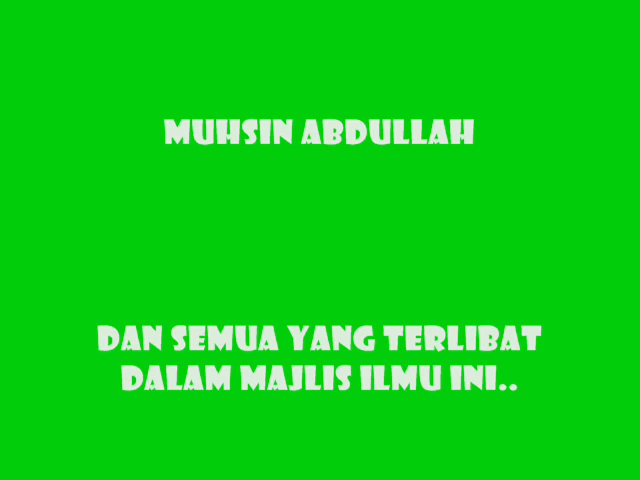 MUHSIN ABDULLAH
DAN SEMUA YANG TERLIBAT
DALAM MAJLIS ILMU INI..